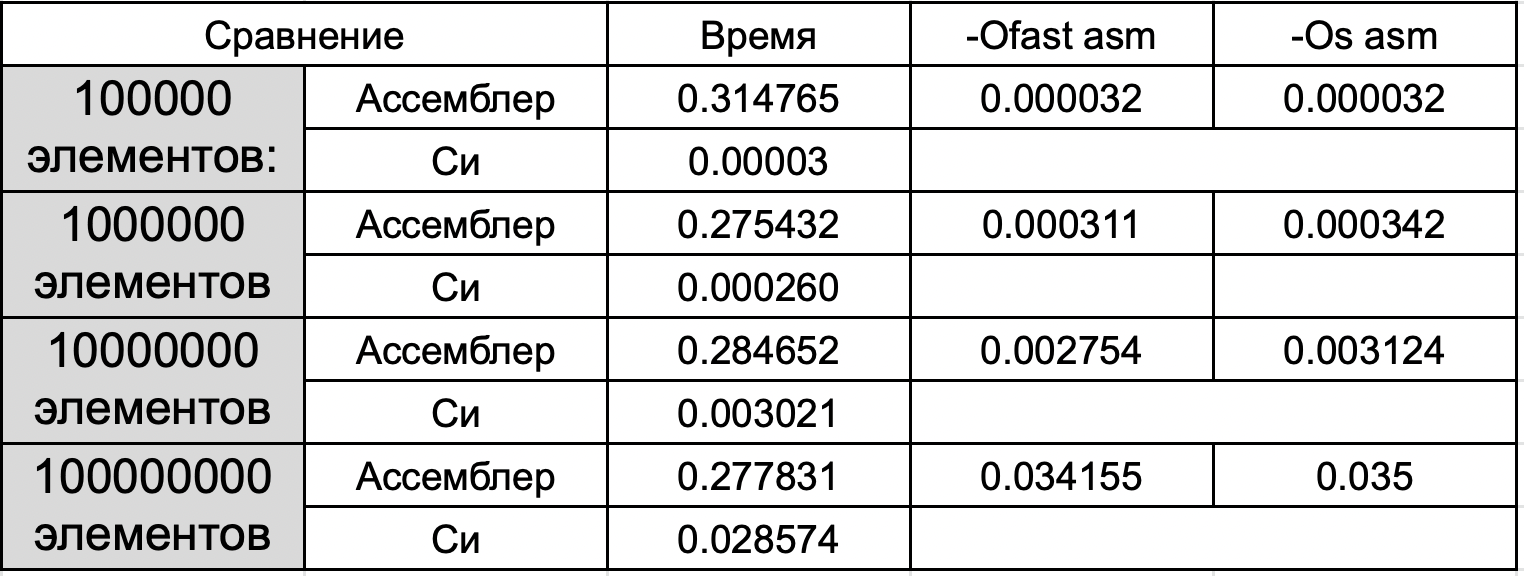 Сравнение Время -Ofast asm -Os asm
100000 элементов: Ассемблер 0.314765 0.000032 0.000032
Си 0.00003
1000000 элементов Ассемблер 0.275432 0.000311 0.000342
Си 0.000260
10000000 элементов Ассемблер 0.284652 0.002754 0.003124
Си 0.003021
100000000 элементов Ассемблер 0.277831 0.034155 0.035
Си 0.028574